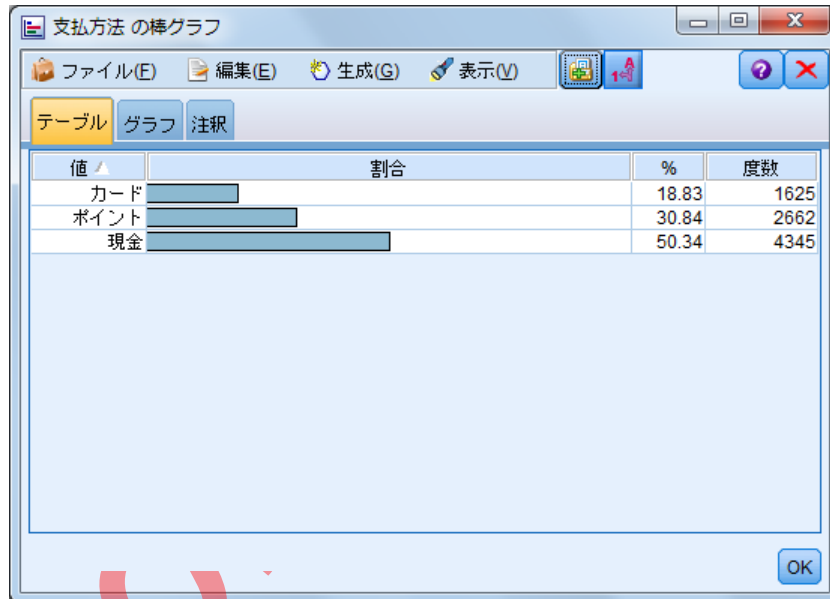 支払方法 の棒グラフ
ファイル(F) 編集(E) 生成(G) 表示(V)
テーブル グラフ 注釈
値 割合 % 度数
カード 18.83 1625
ポイント 30.84 2662
現金 50.34 4345
OK